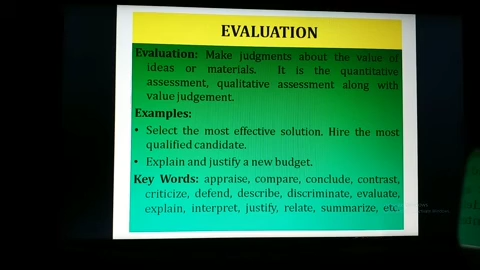 EVALUATION
Evaluation: Make judgments about the value of
ideas or materials. It is the quantitative
assessment, qualitative assessment along with
value judgement.
Examples:
• Select the most effective solution. Hire the most
qualified candidate.
• Explain and justify a new budget.
Key Words: appraise, compare, conclude, contrast,
criticize, defend, describe, discriminate, evaluate,
explain, interpret, justify, relate, summarize, etc.